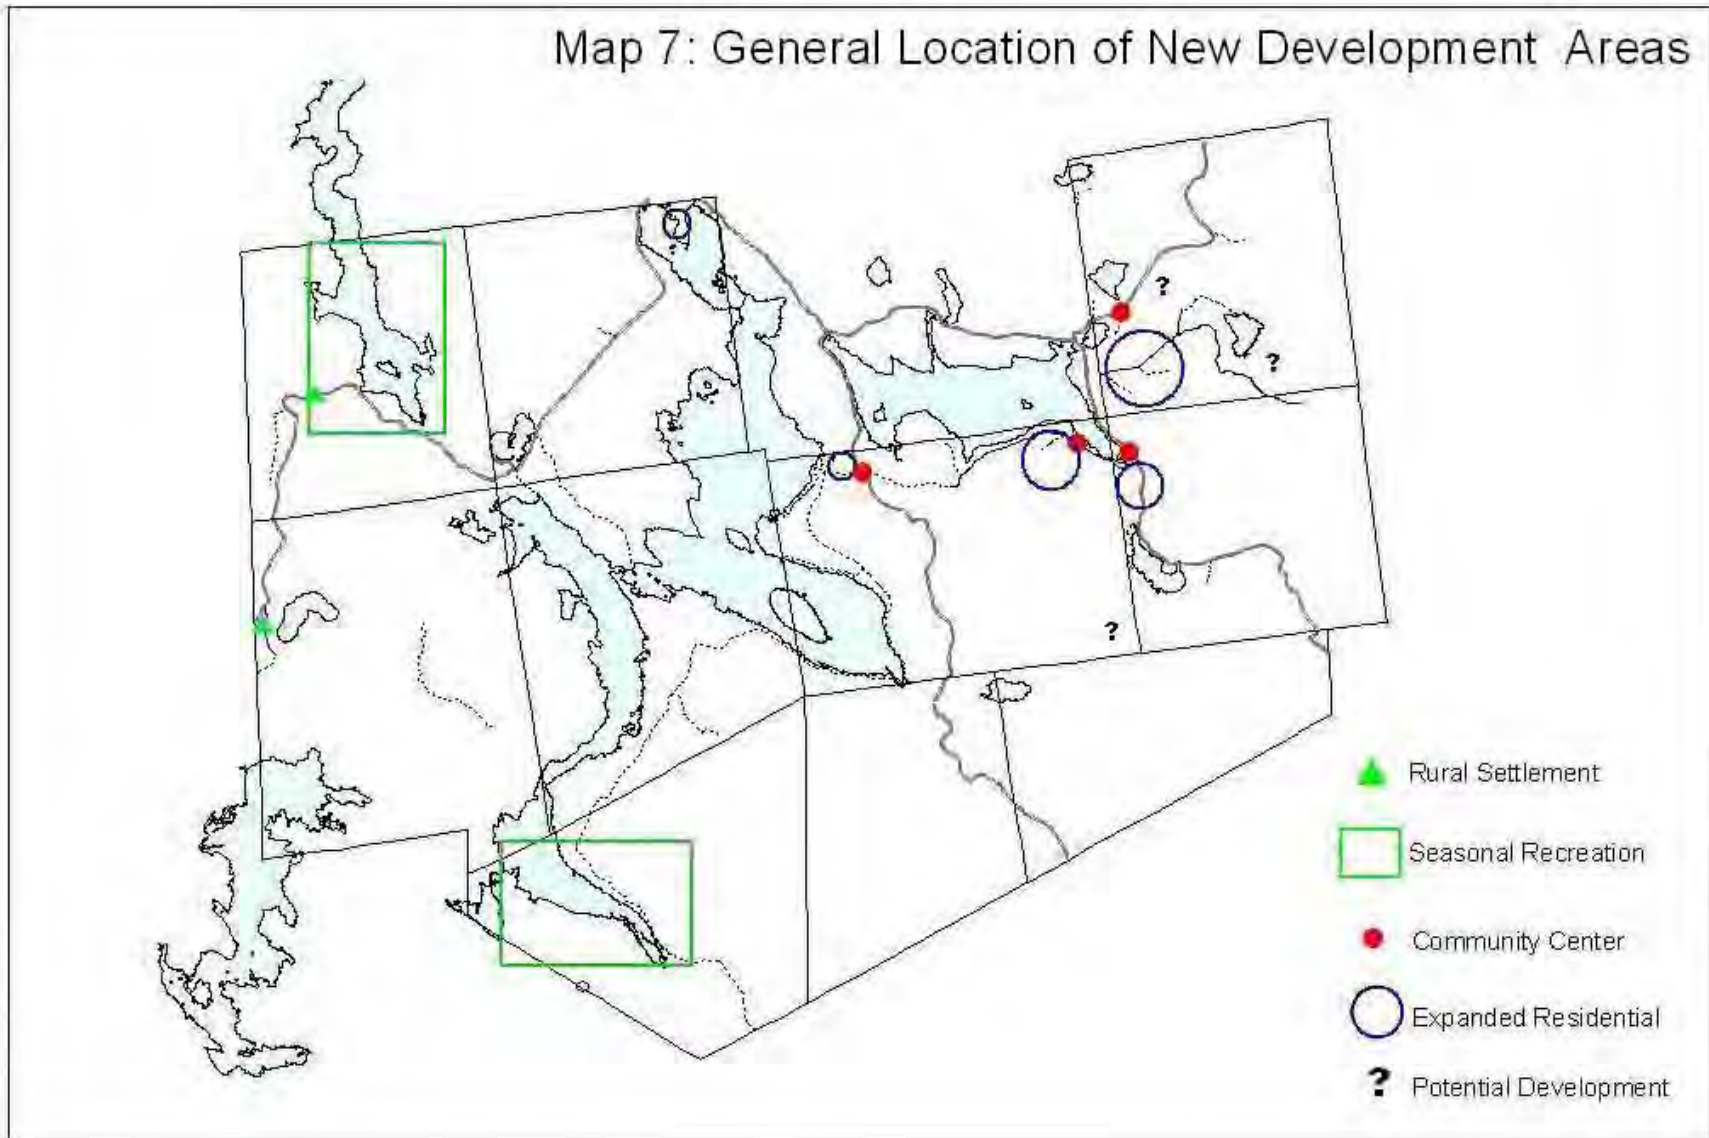 Map 7: General Location of New Development Areas
?
?
?
Rural Settlement
Seasonal Recreation
Community Center
Expanded Residential
? Potential Development